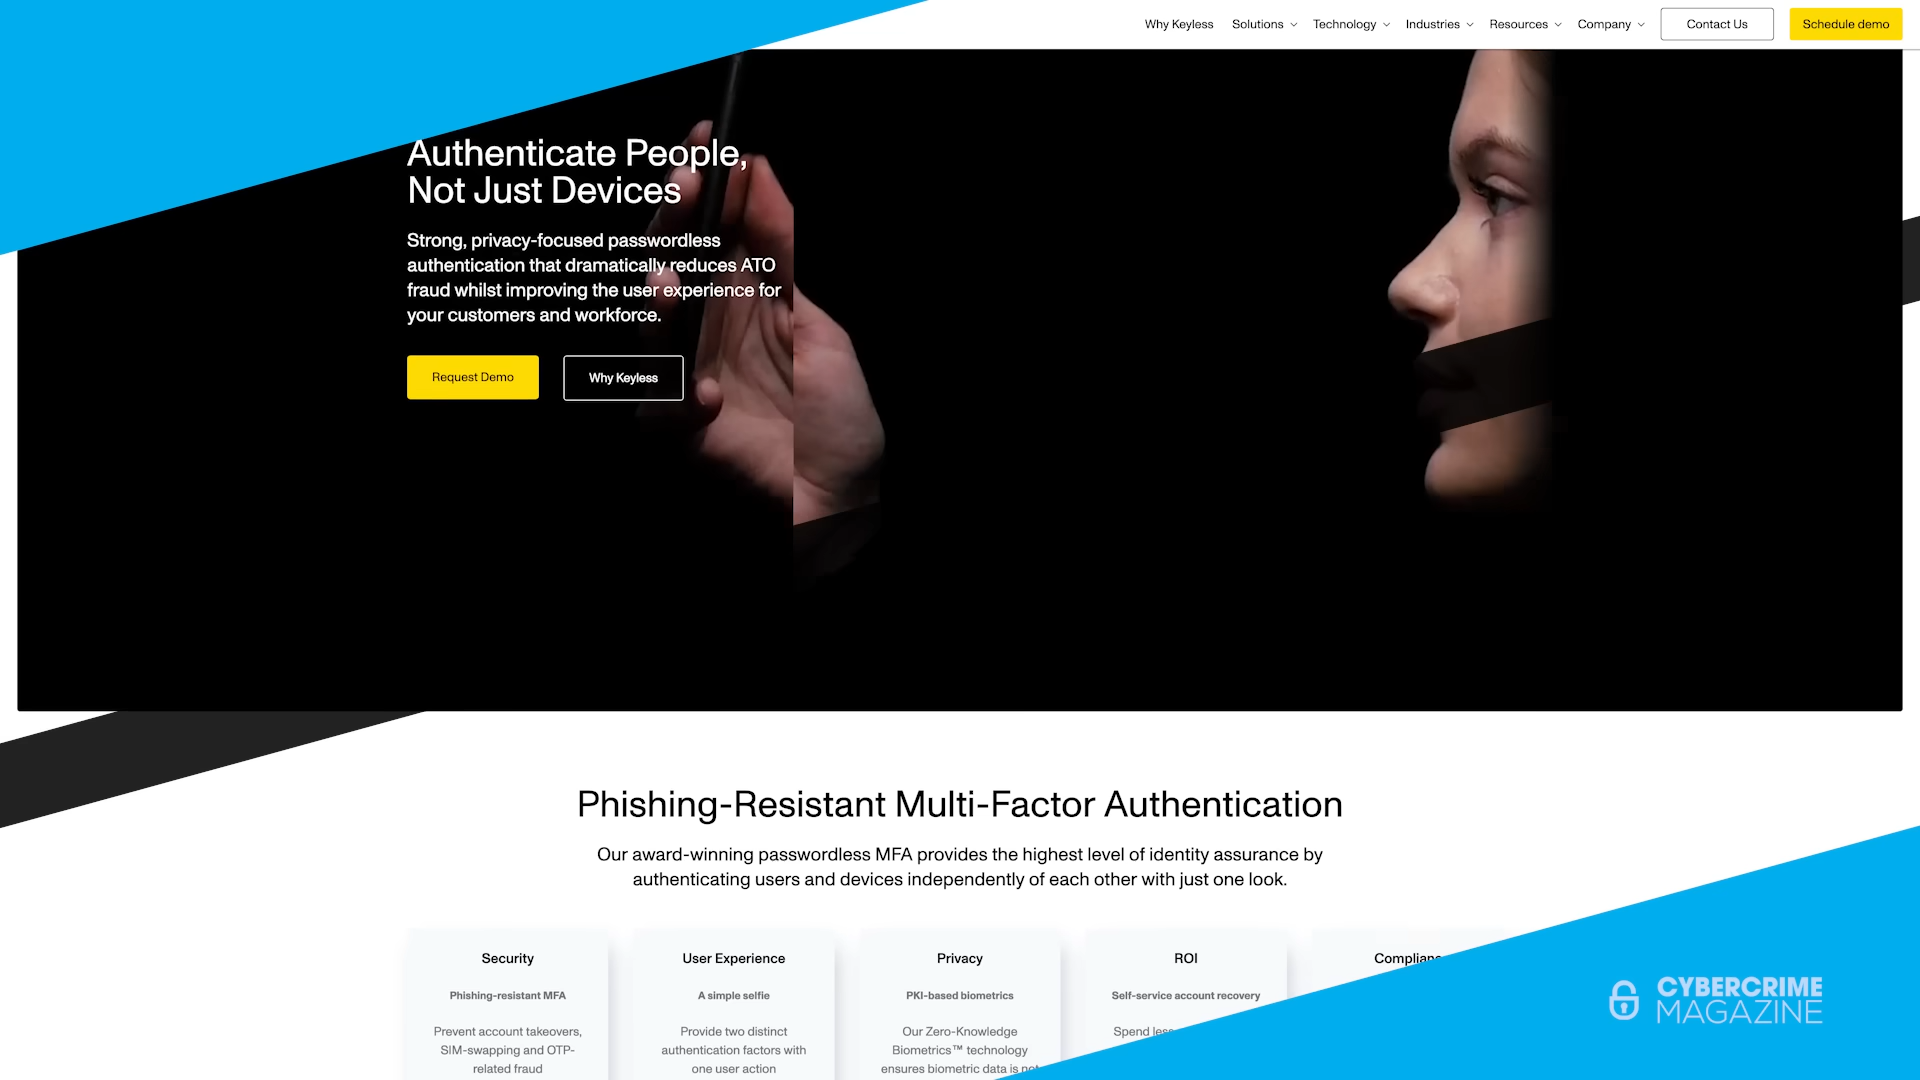 Why Keyless Solutions Technology Industries Resources Company Contact Us Schedule demo
Authenticate People,
Not Just Devices
Strong, privacy-focused passwordless
authentication that dramatically reduces ATO
fraud whilst improving the user experience for
your customers and workforce.
Request Demo Why Keyless
Phishing-Resistant Multi-Factor Authentication
Our award-winning passwordless MFA provides the highest level of identity assurance by
authenticating users and devices independently of each other with just one look.
Security
Phishing-resistant MFA
Prevent account takeovers,
SIM-swapping and OTP-
related fraud
User Experience
A simple selfie
Provide two distinct
authentication factors with
one user action
Privacy
PKI-based biometrics
Our Zero-Knowledge
Biometrics™ technology
ensures biometric data is not
ROI
Self-service account recovery
Spend
CYBERCRIME
MAGAZINE